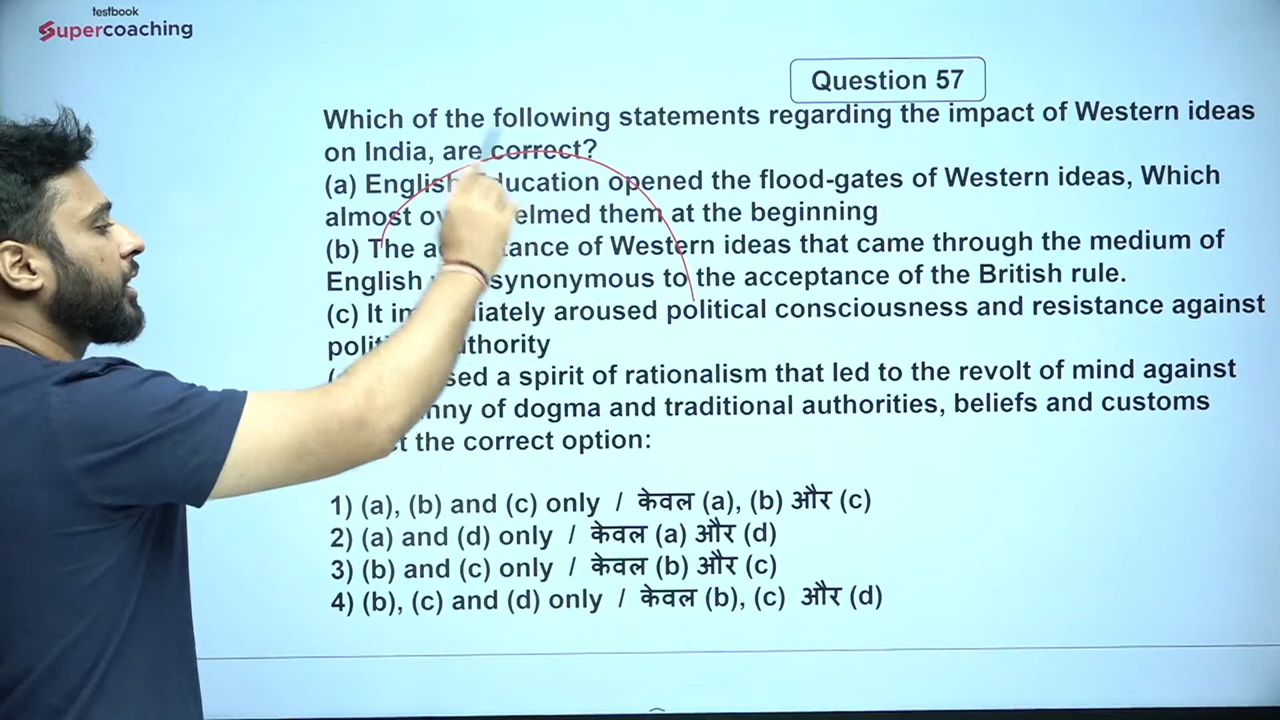 testbook
Supercoaching
Question 57
Which of the following statements regarding the impact of Western ideas
on India, are correct?
(a) English education opened the flood-gates of Western ideas, Which
almost overwhelmed them at the beginning
(b) The acceptance of Western ideas that came through the medium of
English synonymous to the acceptance of the British rule.
(c) It immediately aroused political consciousness and resistance against
political authority
a spirit of rationalism that led to the revolt of mind against
of dogma and traditional authorities, beliefs and customs
the correct option:
1) (a), (b) and (c) only / केवल (a), (b) और (c)
2) (a) and (d) only / केवल (a) और (d)
3) (b) and (c) only / केवल (b) और (c)
4) (b), (c) and (d) only / केवल (b), (c) और (d)